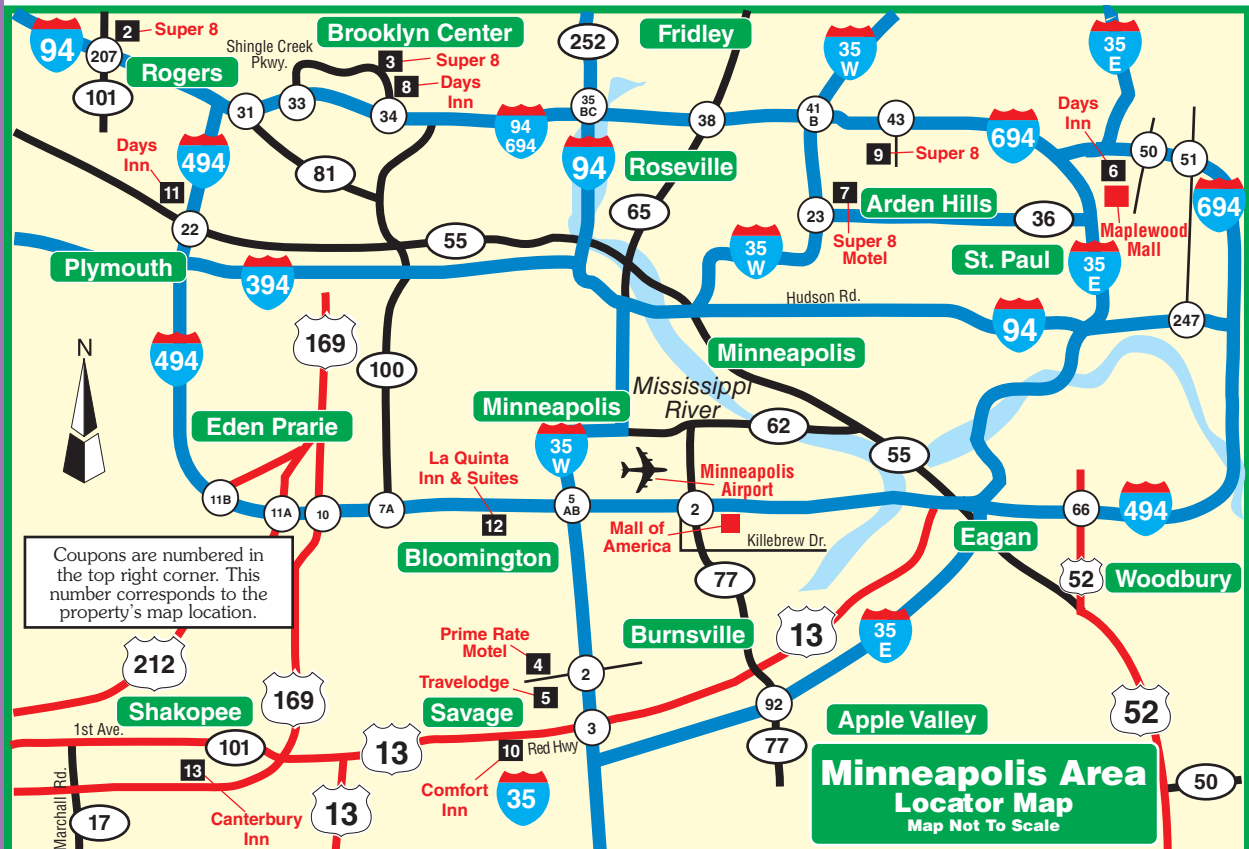 94
207
2
Super 8
101
Rogers
Shingle Creek
Pkwy.
Brooklyn Center
3
Super 8
8
Days
Inn
252
Fridley
35
W
35
E
31
33
34
94
694
35
BC
38
41
B
43
694
Days
Inn
6
50
51
Days
Inn
11
494
81
94
Roseville
9
Super 8
694
22
55
65
23
7
Arden Hills
Super 8
Motel
36
Maplewood
Mall
Plymouth
394
35
W
St. Paul
35
E
Hudson Rd.
94
247
N
494
169
100
Minneapolis
Mississippi
River
Minneapolis
Eden Prarie
62
35
W
55
La Quinta
Inn & Suites
12
Minneapolis
Airport
11B
11A
10
7A
5
AB
2
Mall of
America
Killebrew Dr.
66
494
Bloomington
Eagan
Coupons are numbered in
the top right corner. This
number corresponds to the
property's map location.
77
52
Woodbury
212
Prime Rate
Motel
4
2
Burnsville
13
35
E
Travelodge
5
169
Shakopee
Savage
92
Apple Valley
52
1st Ave.
101
13
3
10
Red Hwy
77
13
Canterbury
Inn
Comfort
Inn
35
13
Marchall Rd.
17
Minneapolis Area
Locator Map
Map Not To Scale
50